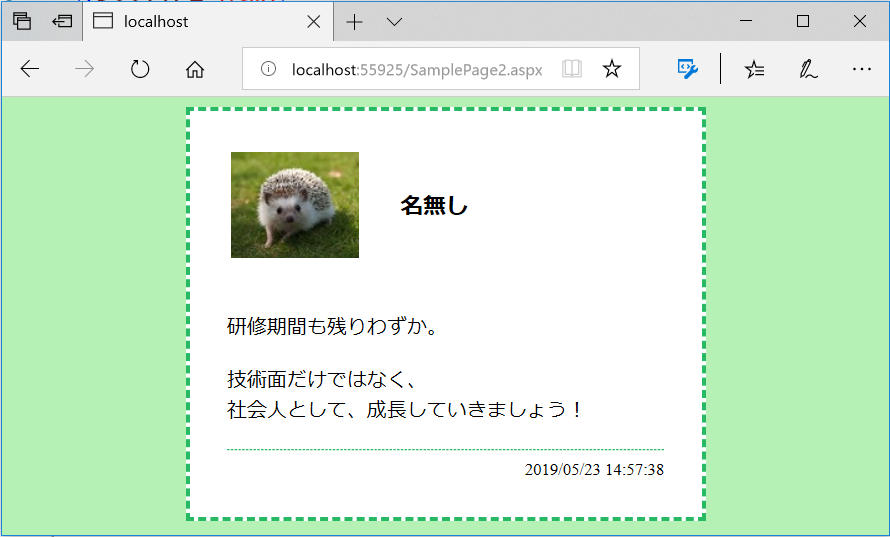 localhost
localhost:55925/SamplePage2.aspx
名無し
研修期間も残りわずか。
技術面だけではなく、
社会人として、成長していきましょう！
2019/05/23 14:57:38